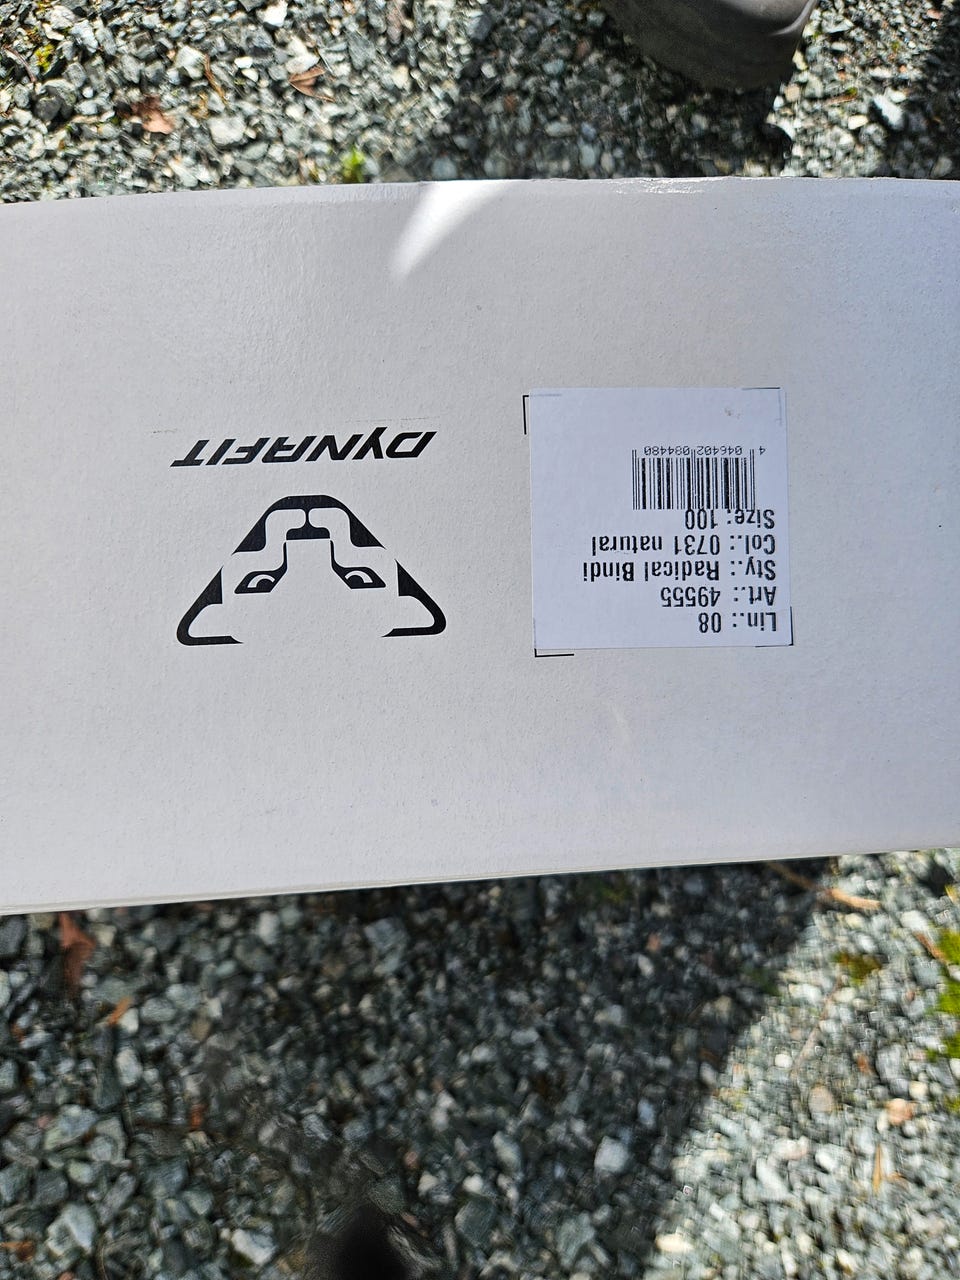 DYNAFIT
Lin.: 08
Art.: 49555
Sty.: Radical Bindi
Col.: 0731 natural
Size: 100
4 046402 084480